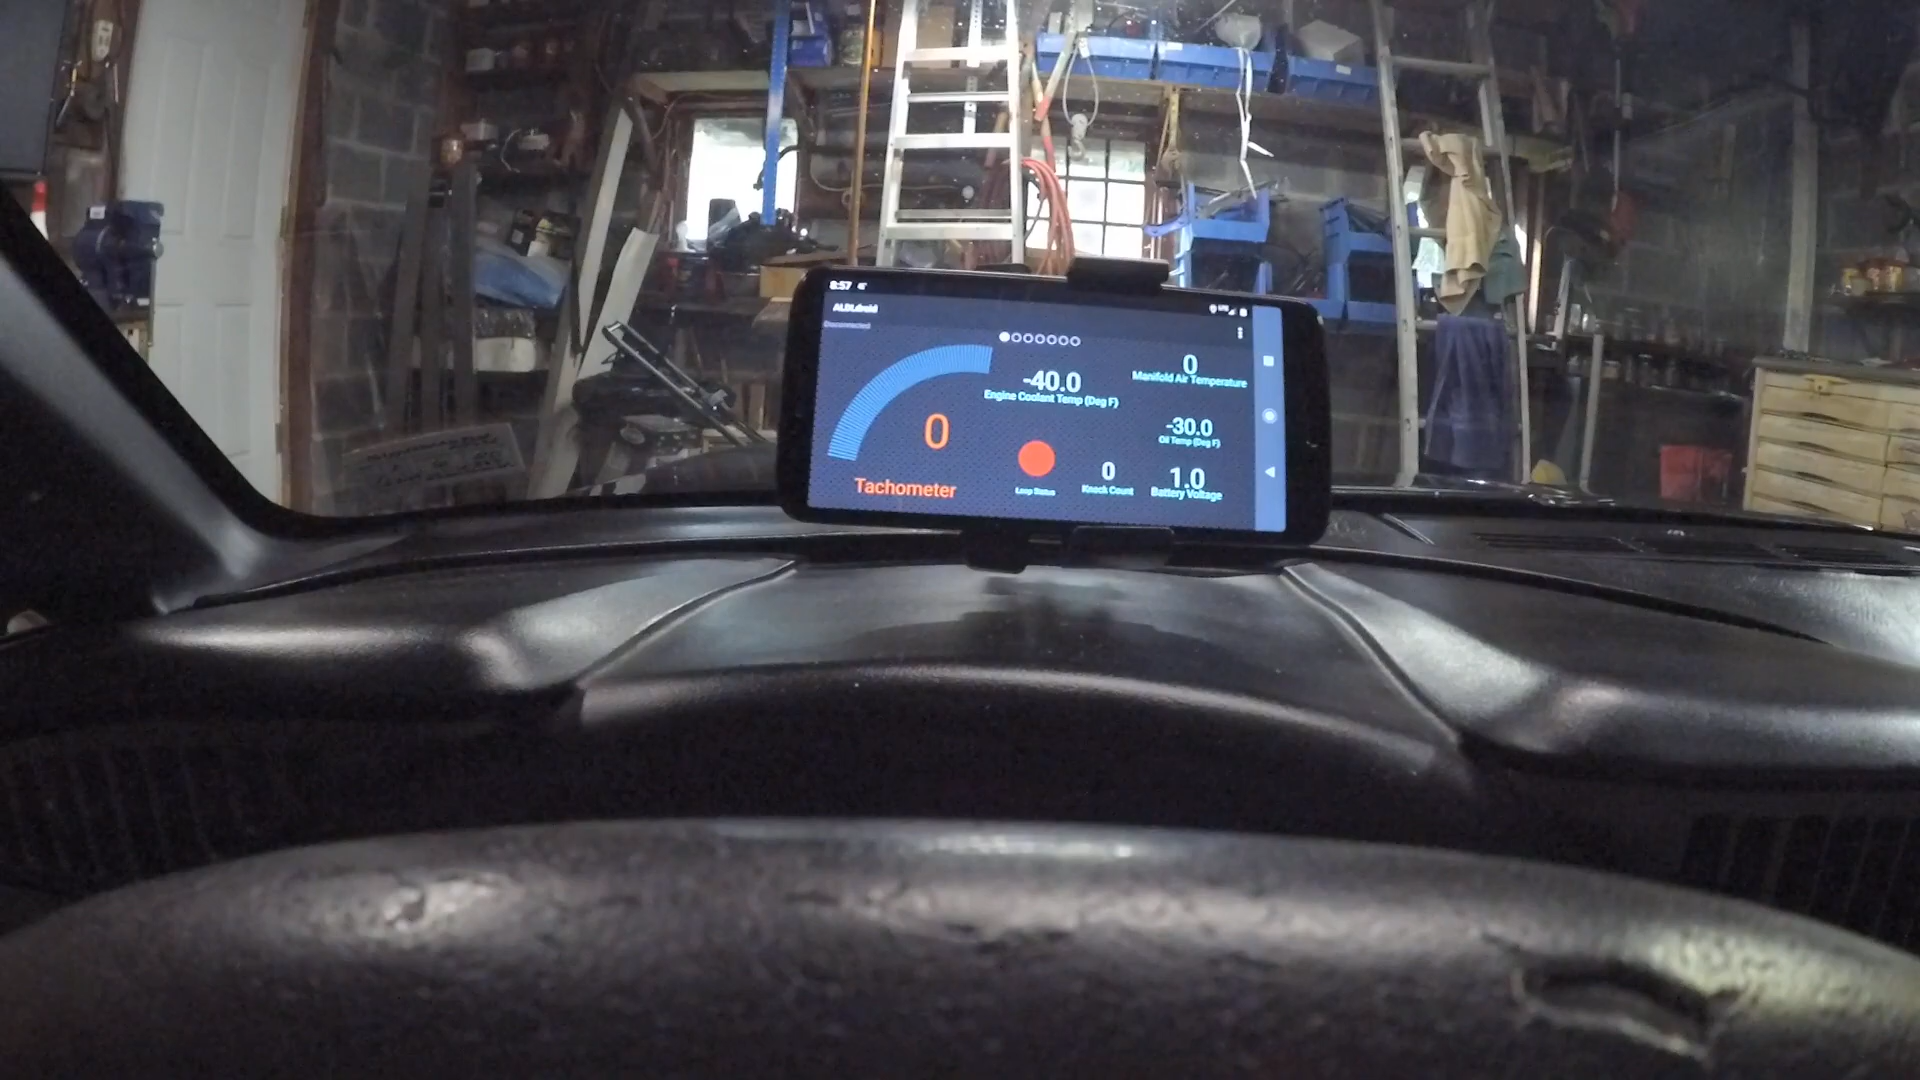 8:57
ALDLdroid
Disconnected
LTE
-40.0
Engine Coolant Temp (Deg F)
0
Manifold Air Temperature
0
Tachometer
-30.0
Oil Temp (Deg F)
Loop Status
0
Knock Count
1.0
Battery Voltage